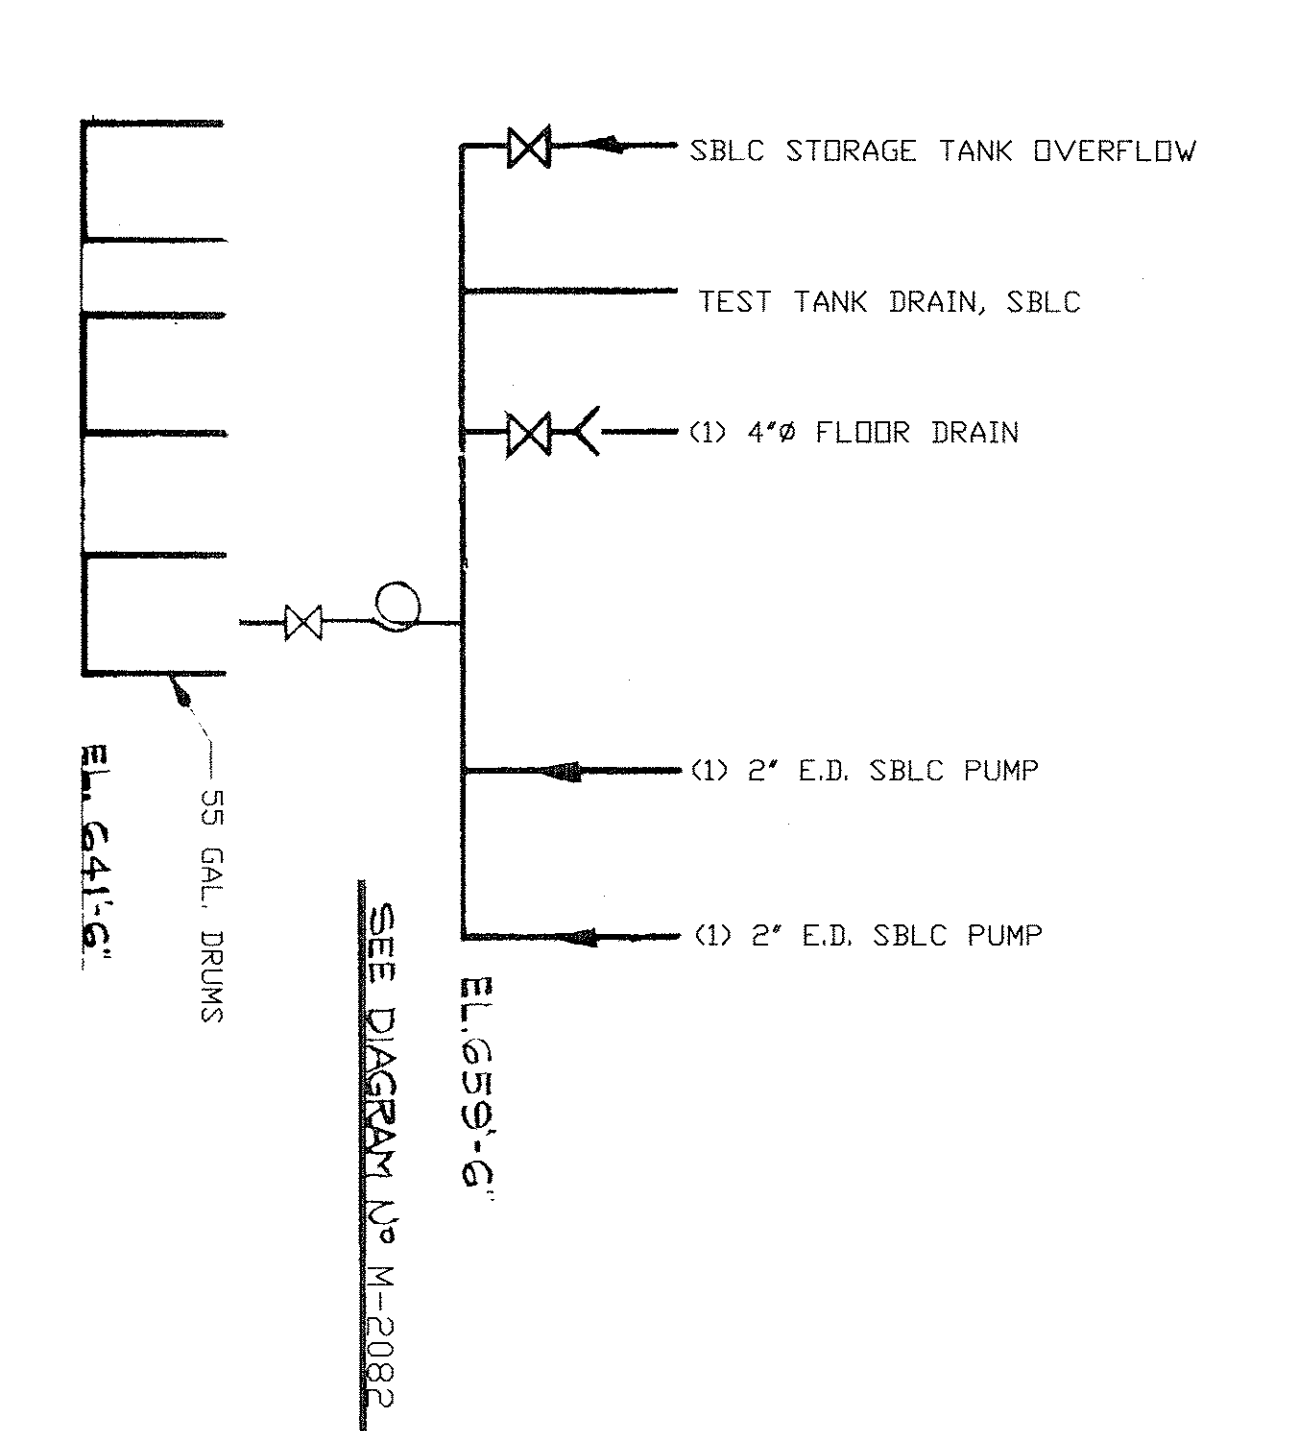 SBLC STORAGE TANK OVERFLOW
TEST TANK DRAIN, SBLC
(1) 4"ø FLOOR DRAIN
(1) 2" E.D. SBLC PUMP
(1) 2" E.D. SBLC PUMP
EL. 659'-6"
SEE DIAGRAM Nº M-2082
55 GAL. DRUMS
EL. 641'-6"